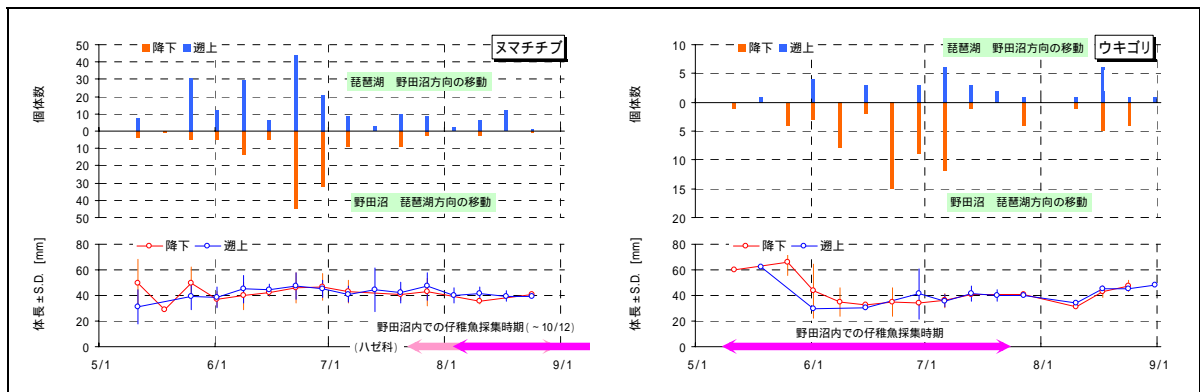 ヌマチチブ
降下 遡上
個体数
50
40
30
20
10
0
10
20
30
40
50
琵琶湖 野田沼方向の移動
野田沼 琵琶湖方向の移動
体長±S.D. [mm]
80
60
40
20
0
降下 遡上
野田沼内での仔稚魚採集時期(~10/12)
(ハゼ科)
5/1 6/1 7/1 8/1 9/1
ウキゴリ
降下 遡上
個体数
10
5
0
5
10
15
20
琵琶湖 野田沼方向の移動
野田沼 琵琶湖方向の移動
体長±S.D. [mm]
80
60
40
20
0
降下 遡上
野田沼内での仔稚魚採集時期
5/1 6/1 7/1 8/1 9/1